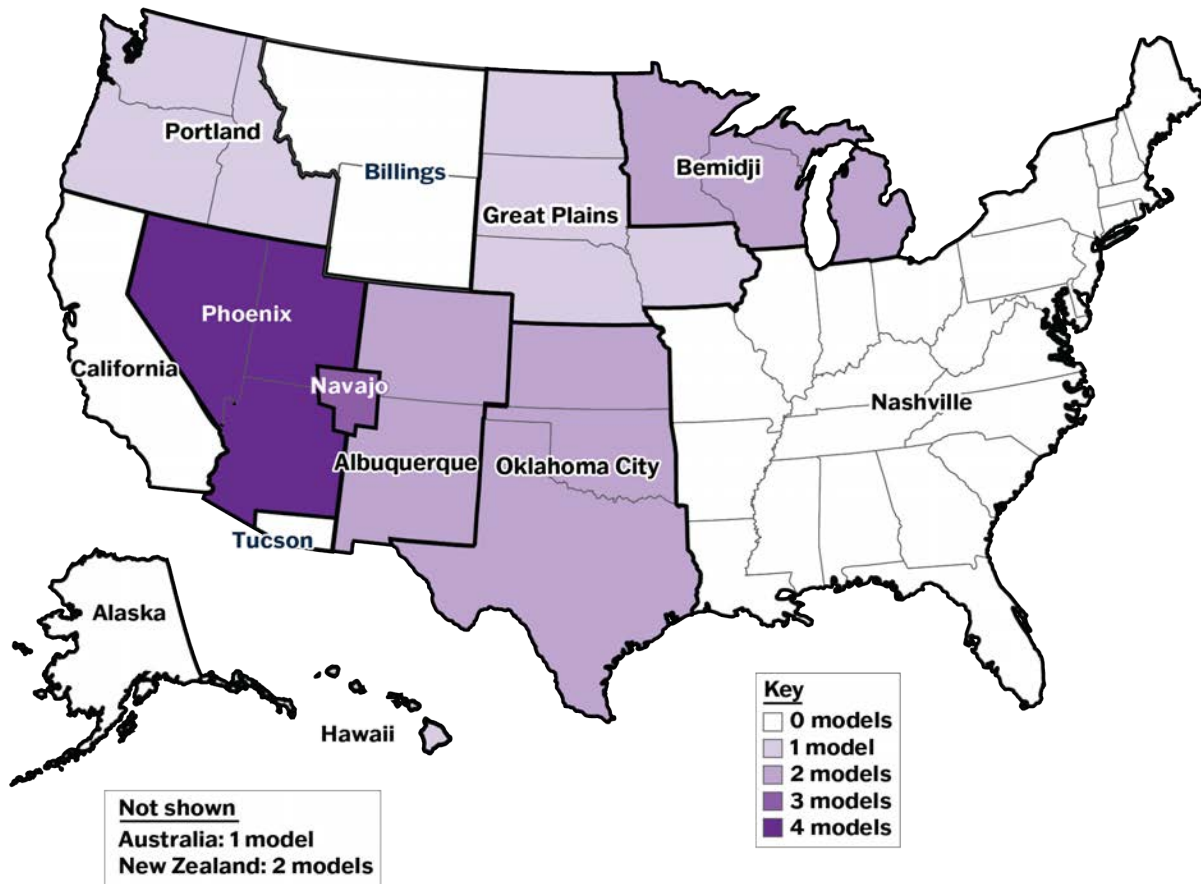 Portland
Billings
Bemidji
Great Plains
Phoenix
California
Navajo
Nashville
Albuquerque
Oklahoma City
Tucson
Alaska
Hawaii
Key
0 models
1 model
2 models
3 models
4 models
Not shown
Australia: 1 model
New Zealand: 2 models